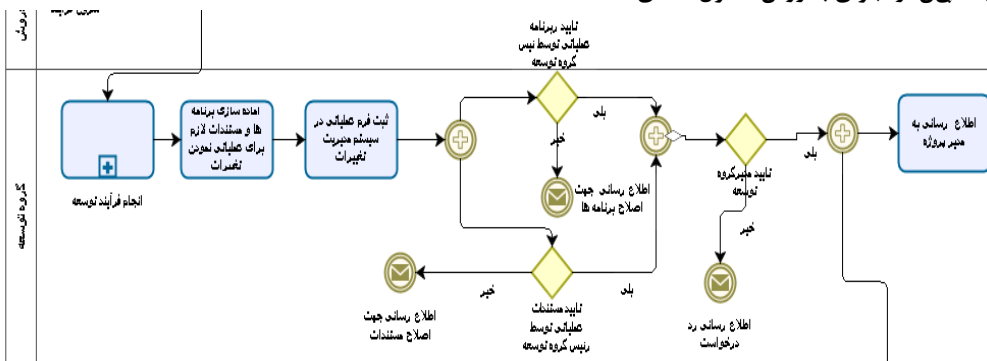 تایید ربرنامه
عملیاتی توسط ئیس
گروه توسعه
اماده سازی برنامه
ها و مستندات لازم
برای عملیاتی نمودن
تغییرات
ثبت فرم عملیاتی در
سیستم مدیریت
تغییرات
بلی
خیر
اطلاع رسانی جهت
اصلاح برنامه ها
تایید مدیرگروه
توسعه
بلی
اطلاع رسانی به
مدیر پروژه
انجام فرآیند توسعه
گروه توسعه
خیر
بلی
خیر
اطلاع رسانی جهت
اصلاح مستندات
تایید مستندات
عملیاتی توسط
رئیس گروه توسعه
اطلاع رسانی رد
درخواست